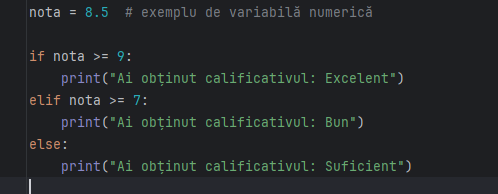 nota = 8.5  # exemplu de variabilă numerică
if nota >= 9:
    print("Ai obținut calificativul: Excelent")
elif nota >= 7:
    print("Ai obținut calificativul: Bun")
else:
    print("Ai obținut calificativul: Suficient")